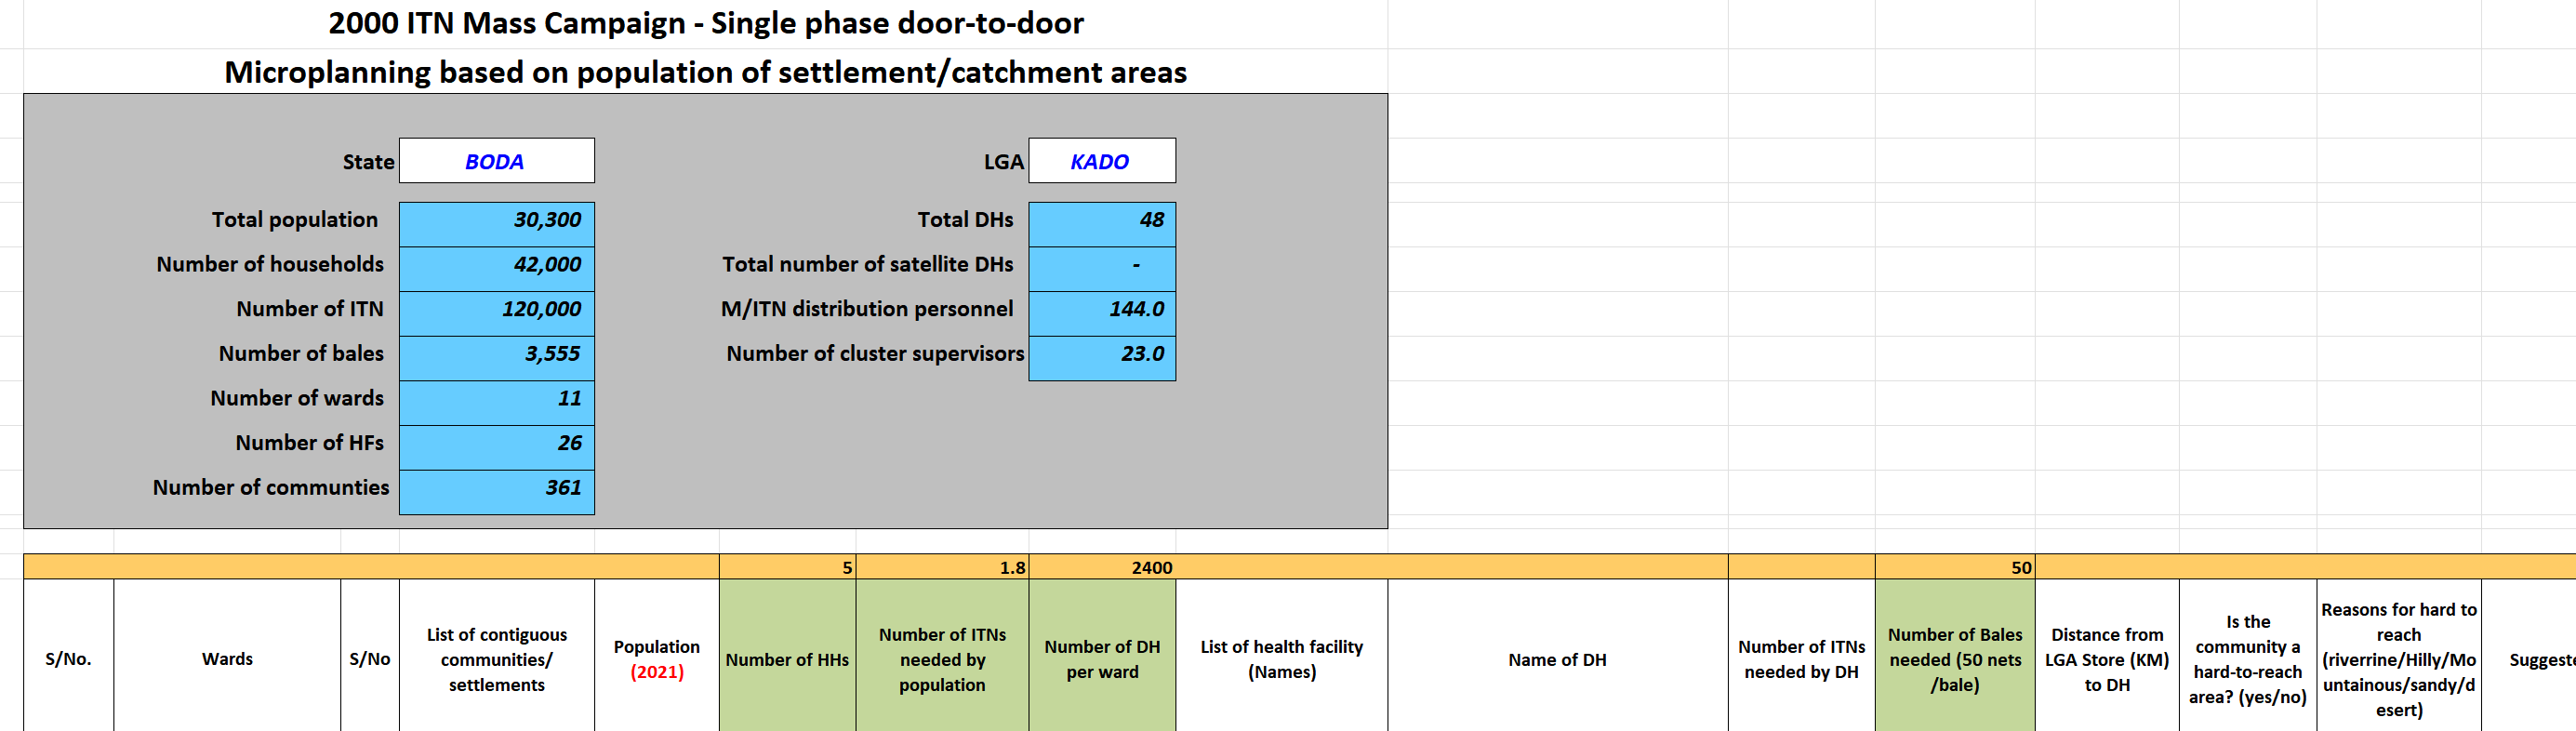 2000 ITN Mass Campaign - Single phase door-to-door
Microplanning based on population of settlement/catchment areas
State BODA LGA KADO
Total population 30,300 Total DHs 48
Number of households 42,000 Total number of satellite DHs -
Number of ITN 120,000 M/ITN distribution personnel 144.0
Number of bales 3,555 Number of cluster supervisors 23.0
Number of wards 11
Number of HFs 26
Number of communties 361
5 1.8 2400 50
S/No.
Wards
S/No
List of contiguous
communities/
settlements
Population
(2021)
Number of HHs
Number of ITNs
needed by
population
Number of DH
per ward
List of health facility
(Names)
Name of DH
Number of ITNs
needed by DH
Number of Bales
needed (50 nets
/bale)
Distance from
LGA Store (KM)
to DH
Is the
community a
hard-to-reach
area? (yes/no)
Reasons for hard to
reach
(riverrine/Hilly/Mo
untainous/sandy/d
esert)
Suggeste